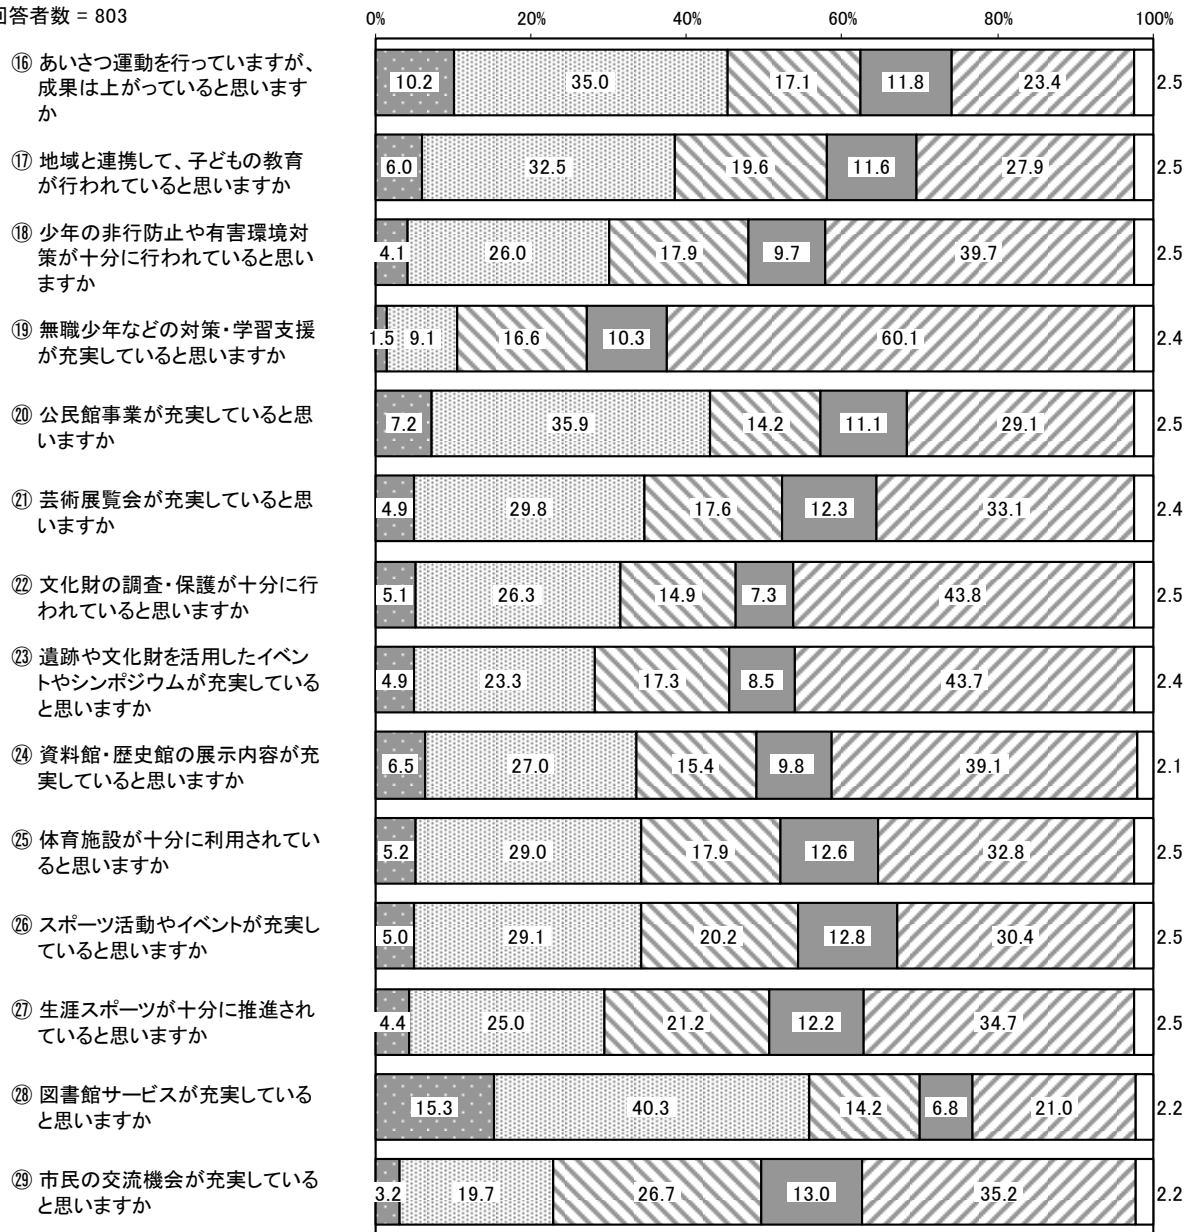 回答者数 = 803
0% 20% 40% 60% 80% 100%
⑯ あいさつ運動を行っていますが、
成果は上がっていると思います
か
10.2 35.0 17.1 11.8 23.4 2.5
⑰ 地域と連携して、子どもの教育
が行われていると思いますか
6.0 32.5 19.6 11.6 27.9 2.5
⑱ 少年の非行防止や有害環境対
策が十分に行われていると思い
ますか
4.1 26.0 17.9 9.7 39.7 2.5
⑲ 無職少年などの対策・学習支援
が充実していると思いますか
1.5 9.1 16.6 10.3 60.1 2.4
⑳ 公民館事業が充実していると思
いますか
7.2 35.9 14.2 11.1 29.1 2.5
㉑ 芸術展覧会が充実していると思
いますか
4.9 29.8 17.6 12.3 33.1 2.4
㉒ 文化財の調査・保護が十分に行
われていると思いますか
5.1 26.3 14.9 7.3 43.8 2.5
㉓ 遺跡や文化財を活用したイベン
トやシンポジウムが充実している
と思いますか
4.9 23.3 17.3 8.5 43.7 2.4
㉔ 資料館・歴史館の展示内容が充
実していると思いますか
6.5 27.0 15.4 9.8 39.1 2.1
㉕ 体育施設が十分に利用されてい
ると思いますか
5.2 29.0 17.9 12.6 32.8 2.5
㉖ スポーツ活動やイベントが充実し
ていると思いますか
5.0 29.1 20.2 12.8 30.4 2.5
㉗ 生涯スポーツが十分に推進され
ていると思いますか
4.4 25.0 21.2 12.2 34.7 2.5
㉘ 図書館サービスが充実している
と思いますか
15.3 40.3 14.2 6.8 21.0 2.2
㉙ 市民の交流機会が充実している
と思いますか
3.2 19.7 26.7 13.0 35.2 2.2